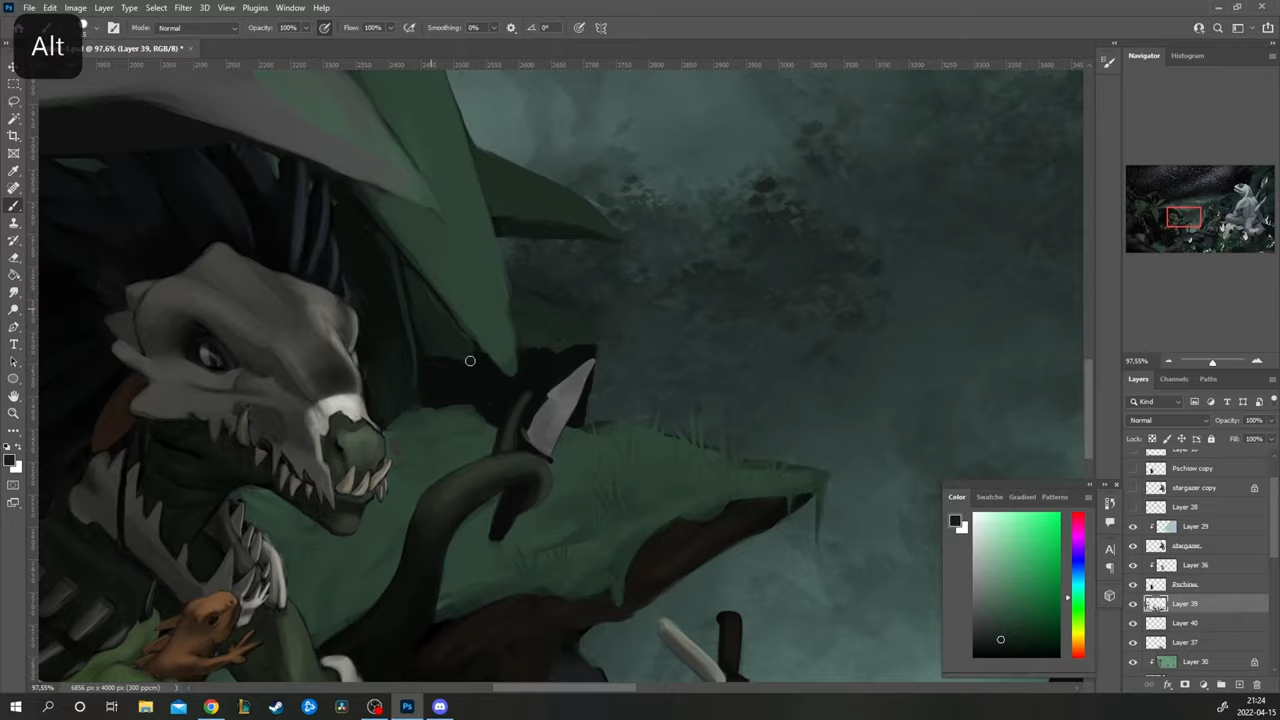 File Edit Image Layer Type Select Filter 3D View Plugins Window Help
Alt
Mode: Normal Opacity: 100% Flow: 100% Smoothing: 0% 0°
@ 97,6% (Layer 39, RGB/8) *
Navigator Histogram
97.55%
Layers Channels Paths
Kind
Normal Opacity: 100%
Lock: Fill: 100%
Pschiow copy
stargazer copy
Layer 28
Layer 29
stargazer
Layer 36
Pschiow
Layer 39
Layer 40
Layer 37
Layer 30
Color Swatches Gradient Patterns
97,55% 6856 px x 4000 px (300 ppcm)
21:24
2022-04-15